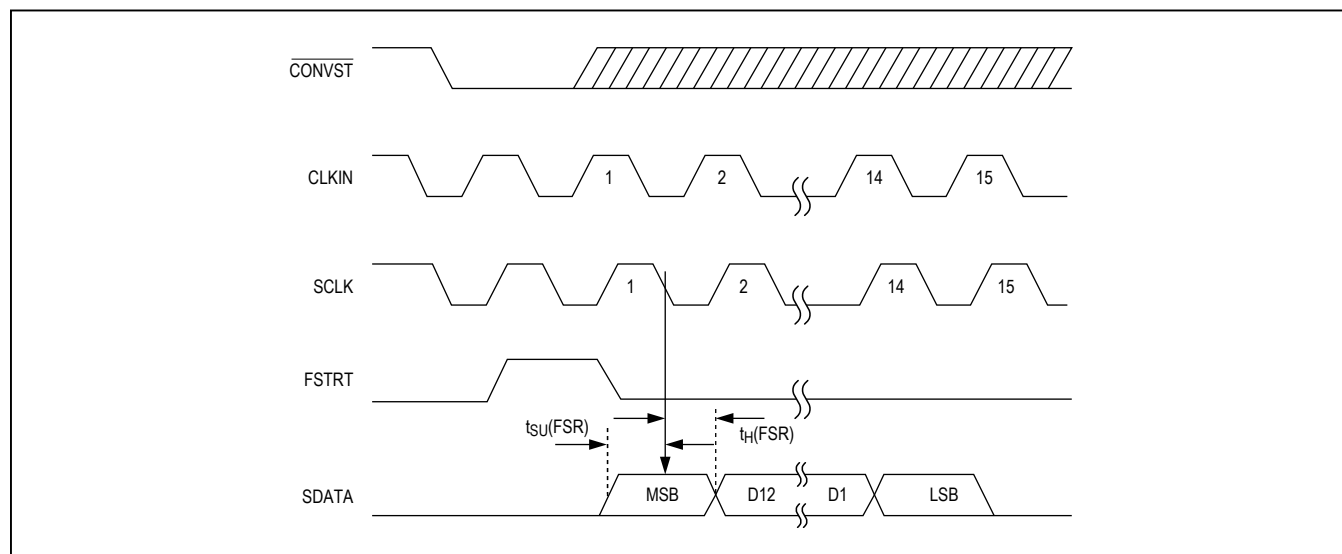 CONVST
CLKIN
1 2 14 15
SCLK
1 2 14 15
FSTRT
tSU(FSR) tH(FSR)
SDATA
MSB D12 D1 LSB